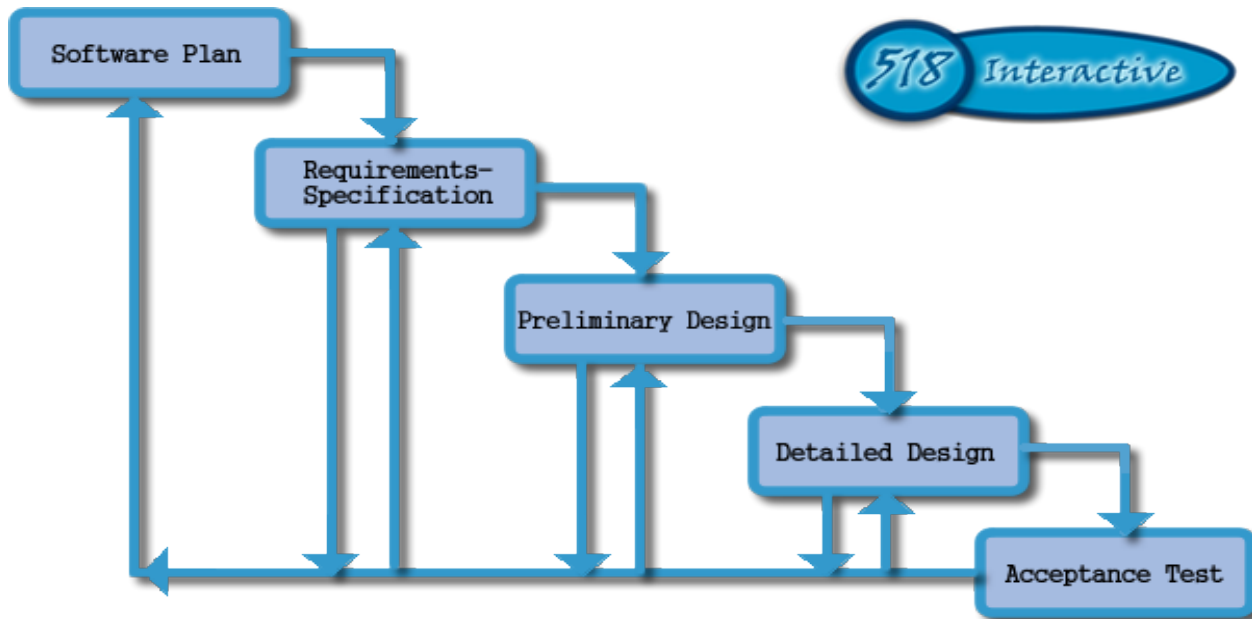 Software Plan
518 Interactive
Requirements-
Specification
Preliminary Design
Detailed Design
Acceptance Test